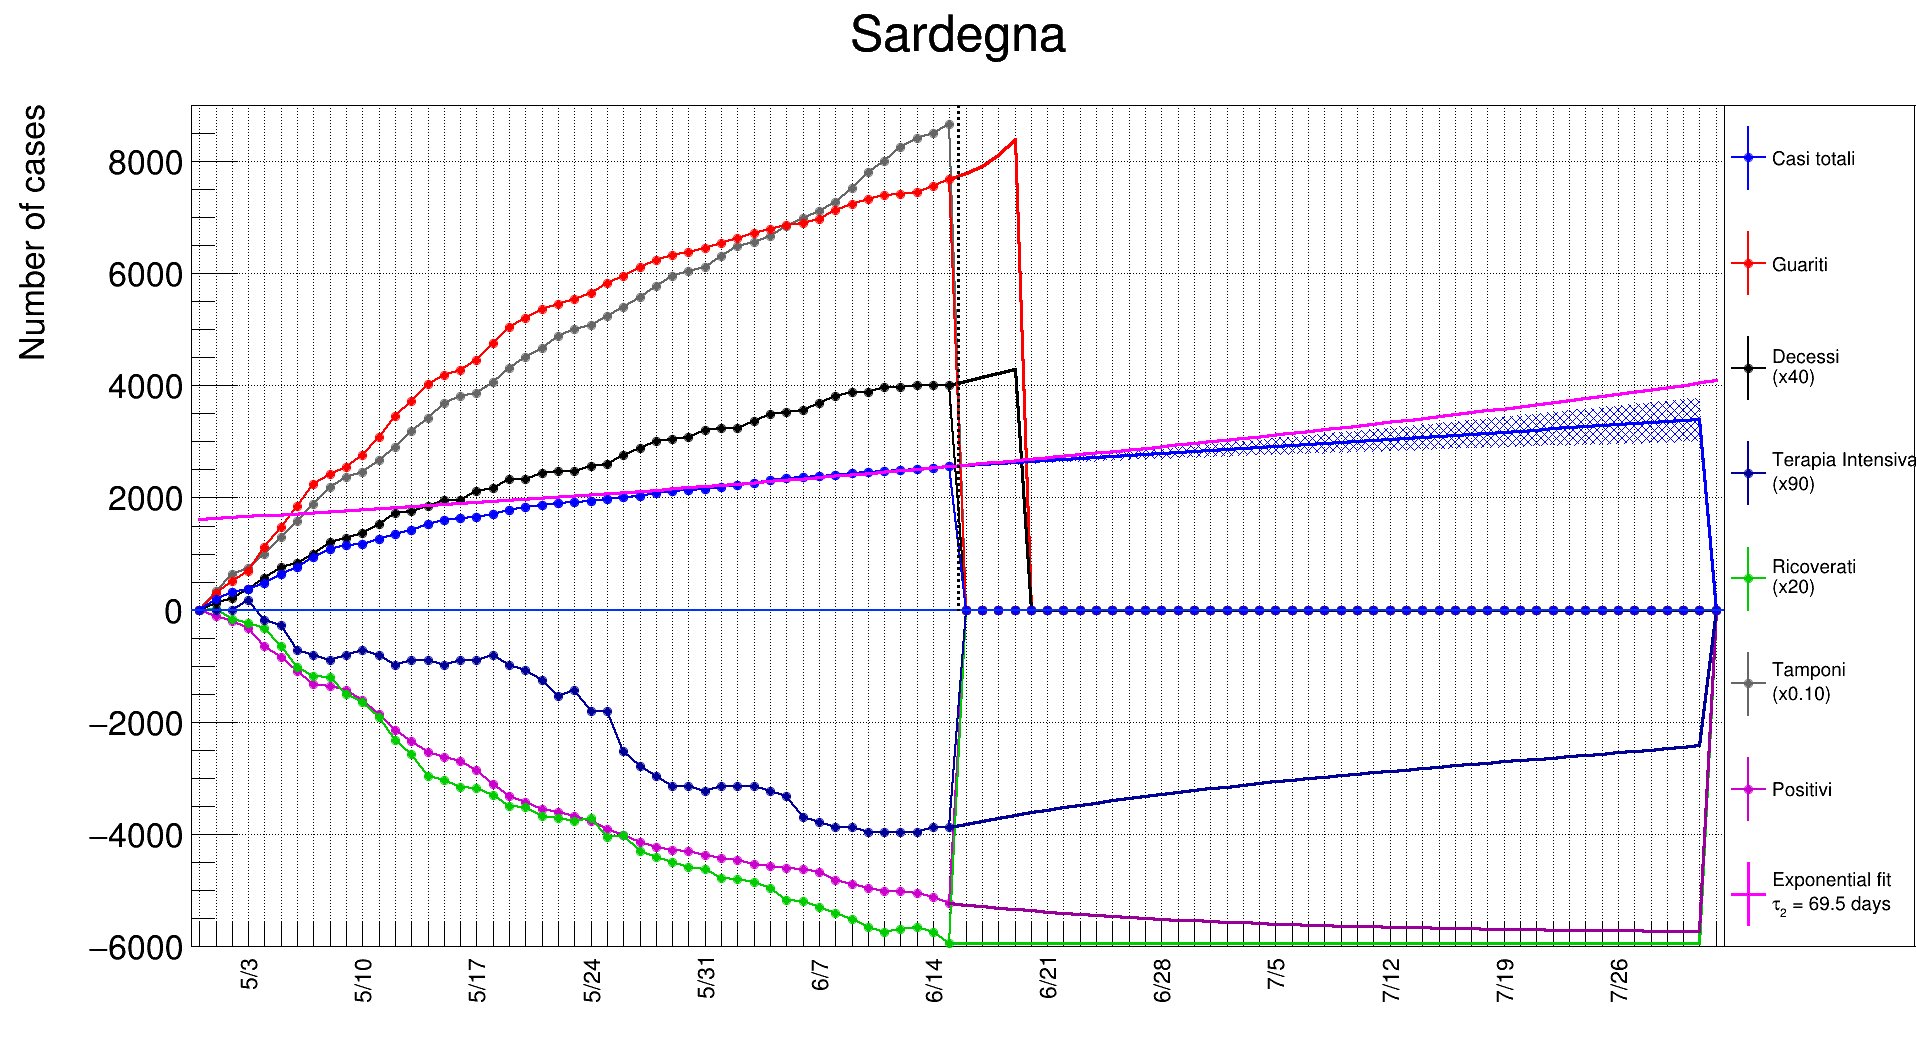 Sardegna
Number of cases
8000
6000
4000
2000
0
−2000
−4000
−6000
5/3
5/10
5/17
5/24
5/31
6/7
6/14
6/21
6/28
7/5
7/12
7/19
7/26
Casi totali
Guariti
Decessi
(x40)
Terapia Intensiva
(x90)
Ricoverati
(x20)
Tamponi
(x0.10)
Positivi
Exponential fit
τ2 = 69.5 days